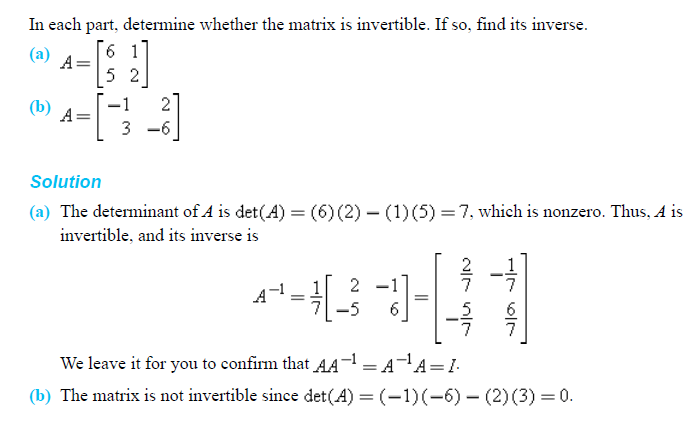 In each part, determine whether the matrix is invertible. If so, find its inverse.
(a) A = [6 1; 5 2]
(b) A = [−1 2; 3 −6]
Solution
(a) The determinant of A is det(A) = (6)(2) − (1)(5) = 7, which is nonzero. Thus, A is
invertible, and its inverse is
A⁻¹ = 1/7 [2 −1; −5 6] = [2/7 −1/7; −5/7 6/7]
We leave it for you to confirm that AA⁻¹ = A⁻¹A = I.
(b) The matrix is not invertible since det(A) = (−1)(−6) − (2)(3) = 0.